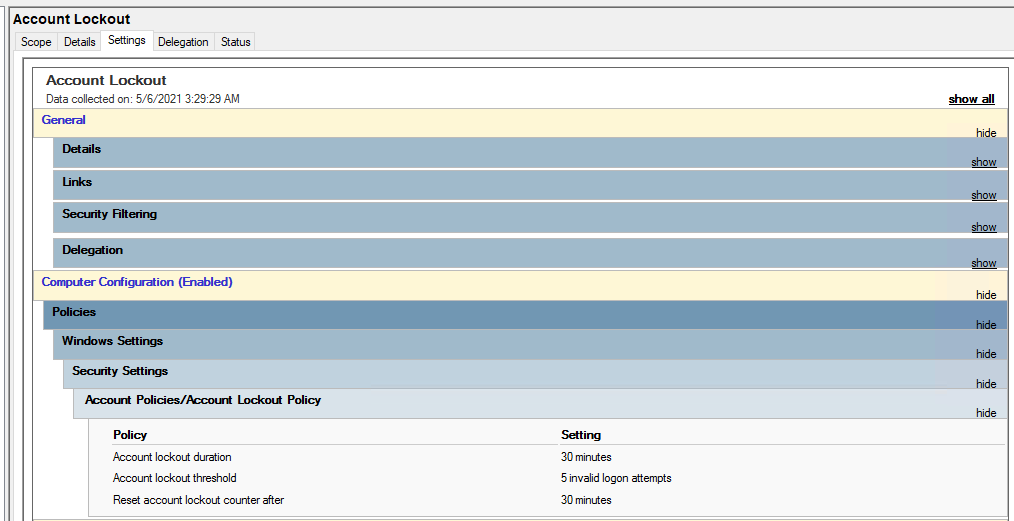 Account Lockout
Scope Details Settings Delegation Status
Account Lockout
Data collected on: 5/6/2021 3:29:29 AM show all
General hide
Details show
Links show
Security Filtering show
Delegation show
Computer Configuration (Enabled) hide
Policies hide
Windows Settings hide
Security Settings hide
Account Policies/Account Lockout Policy hide
Policy Setting
Account lockout duration 30 minutes
Account lockout threshold 5 invalid logon attempts
Reset account lockout counter after 30 minutes